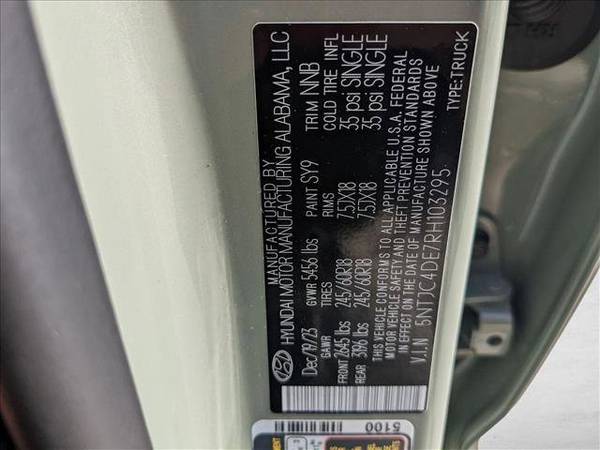 MANUFACTURED BY
HYUNDAI MOTOR MANUFACTURING ALABAMA, LLC
Dec/19/23 GVWR 5456 lbs PAINT SY9 TRIM NNB
GAWR TIRES RIMS COLD TIRE INFL
FRONT 2645 lbs 245/60R18 7.5JX18 35 psi SINGLE
REAR 3196 lbs 245/60R18 7.5JX18 35 psi SINGLE
THIS VEHICLE CONFORMS TO ALL APPLICABLE U.S.A. FEDERAL
MOTOR VEHICLE SAFETY AND THEFT PREVENTION STANDARDS
IN EFFECT ON THE DATE OF MANUFACTURE SHOWN ABOVE
V.I.N 5NTJC4DE7RH103295 TYPE:TRUCK
5100